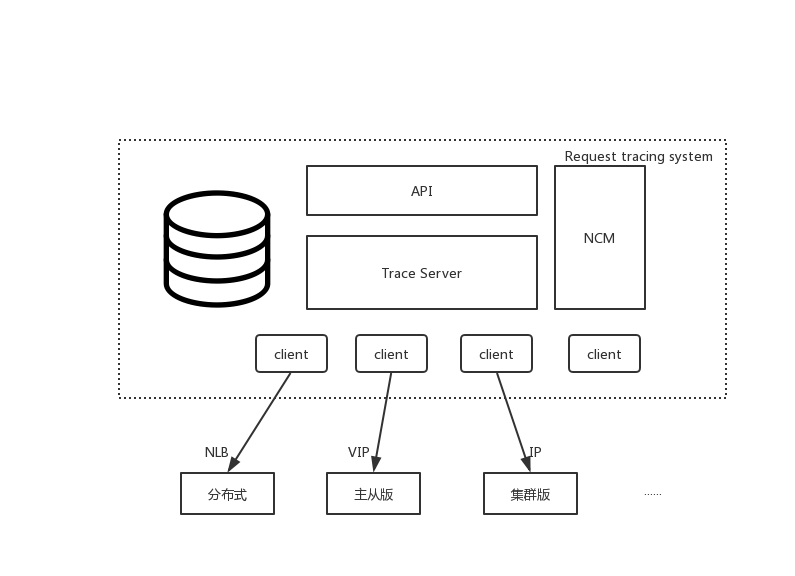 Request tracing system
API
NCM
Trace Server
client
client
client
client
NLB
VIP
IP
分布式
主从版
集群版
......